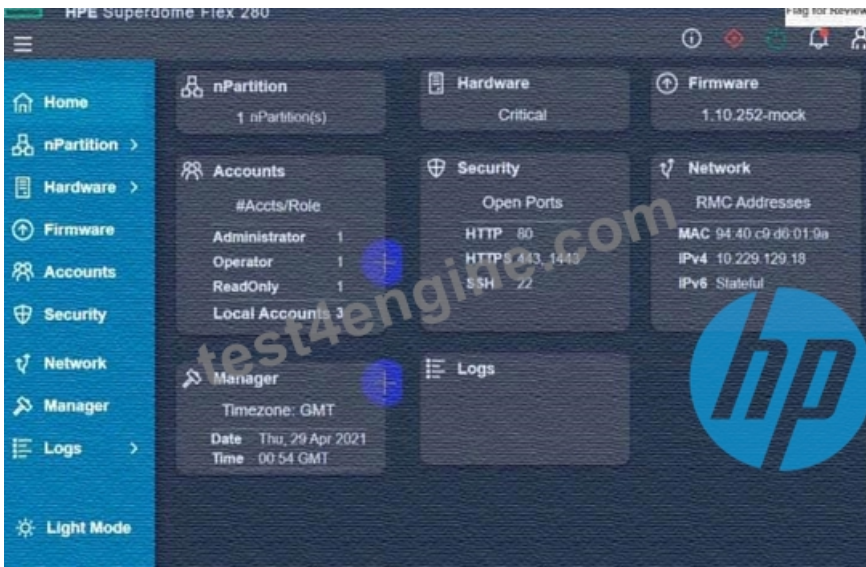 HPE Superdome Flex 280
Flag for Review
Home
nPartition
Hardware
Firmware
Accounts
Security
Network
Manager
Logs
Light Mode
nPartition
1 nPartition(s)
Hardware
Critical
Firmware
1.10.252-mock
Accounts
#Accts/Role
Administrator 1
Operator 1
ReadOnly 1
Local Accounts 3
Security
Open Ports
HTTP 80
HTTPS 443, 1443
SSH 22
Network
RMC Addresses
MAC 94:40:c9:d6:01:9a
IPv4 10.229.129.18
IPv6 Stateful
Manager
Timezone: GMT
Date Thu, 29 Apr 2021
Time 00:54 GMT
Logs
test4engine.com
hp